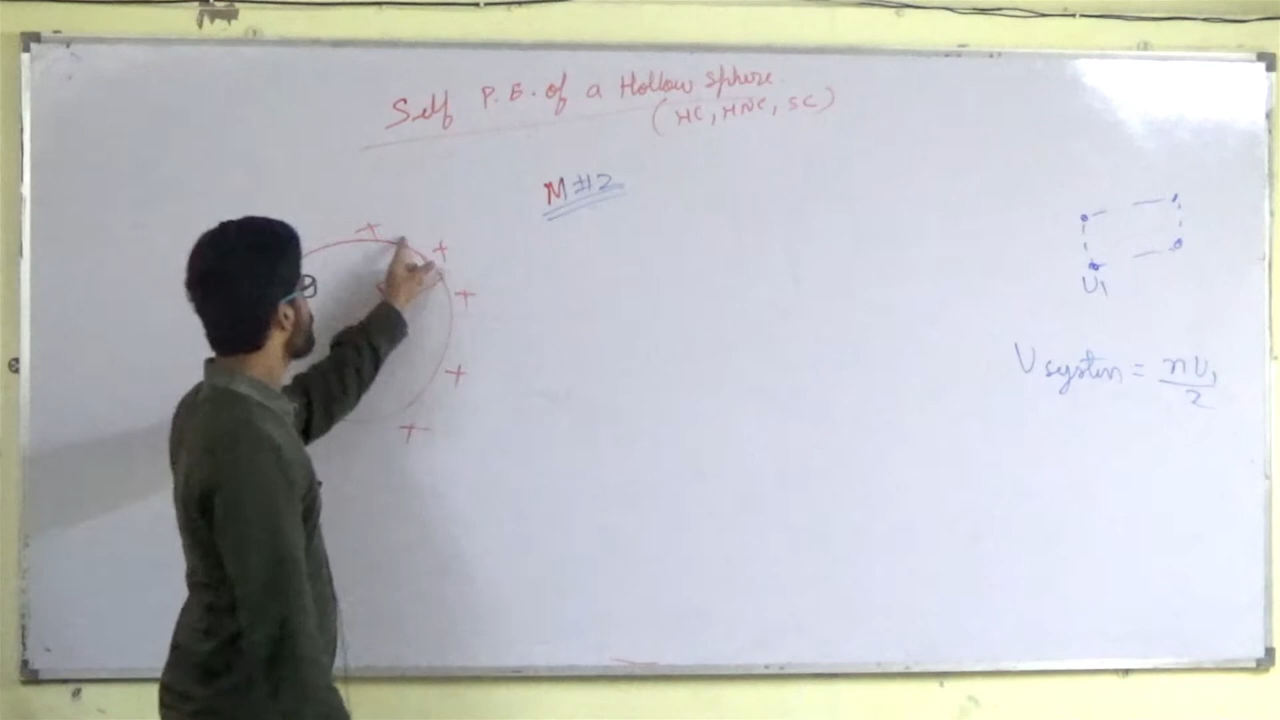 Self P.E. of a Hollow sphere.
(HC, HNC, SC)
M#2
+ + + + +
U1
U system = nU1/2